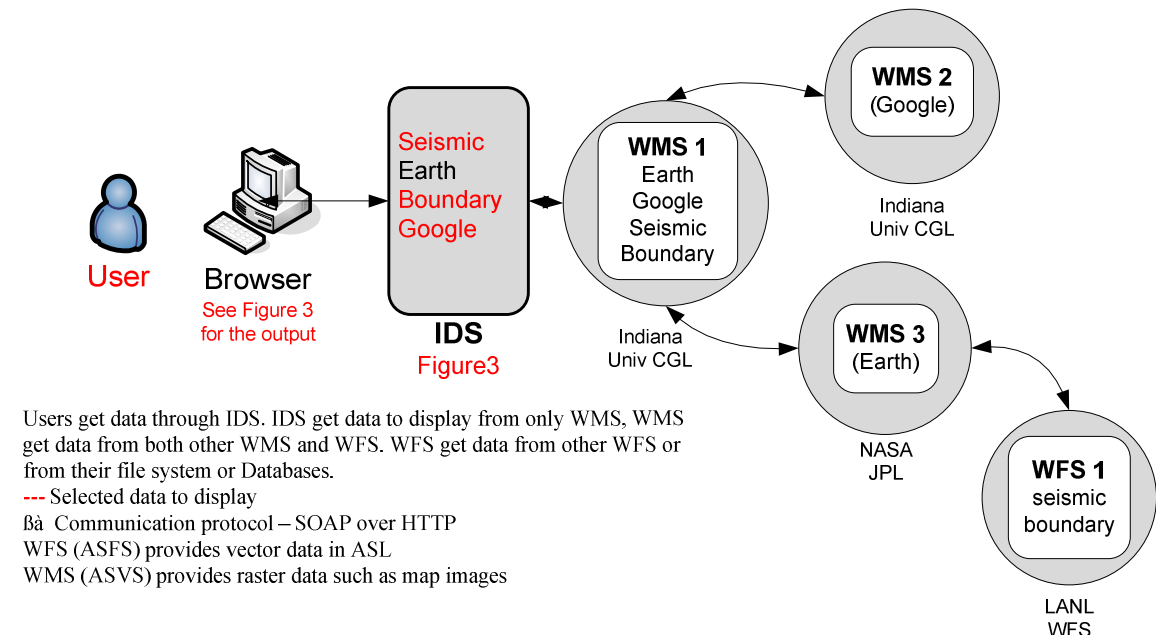 WMS 2
(Google)
Indiana
Univ CGL
Seismic
Earth
Boundary
Google
IDS
Figure3
WMS 1
Earth
Google
Seismic
Boundary
Indiana
Univ CGL
User
Browser
See Figure 3
for the output
WMS 3
(Earth)
NASA
JPL
WFS 1
seismic
boundary
LANL
WFS
Users get data through IDS. IDS get data to display from only WMS, WMS
get data from both other WMS and WFS. WFS get data from other WFS or
from their file system or Databases.
--- Selected data to display
ßà Communication protocol – SOAP over HTTP
WFS (ASFS) provides vector data in ASL
WMS (ASVS) provides raster data such as map images